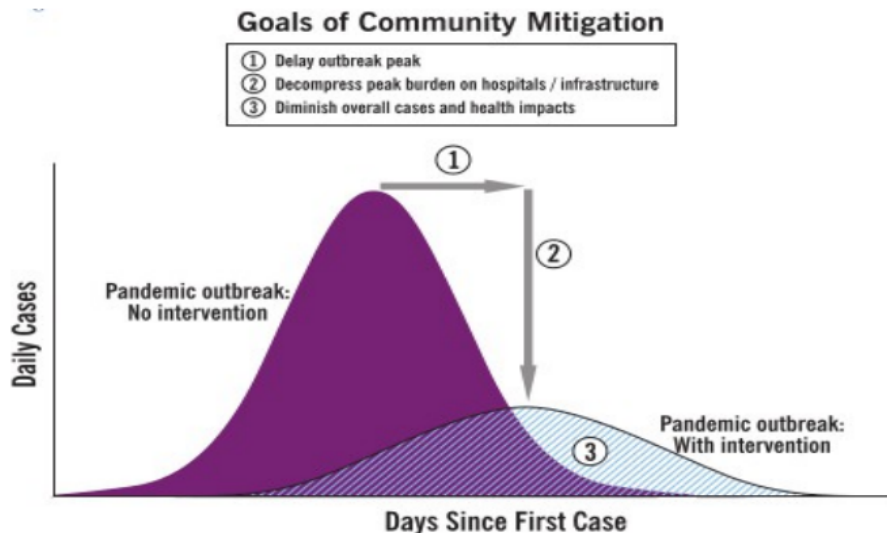 Goals of Community Mitigation
① Delay outbreak peak
② Decompress peak burden on hospitals / infrastructure
③ Diminish overall cases and health impacts
①
②
Pandemic outbreak:
No intervention
Daily Cases
Pandemic outbreak:
With intervention
③
Days Since First Case